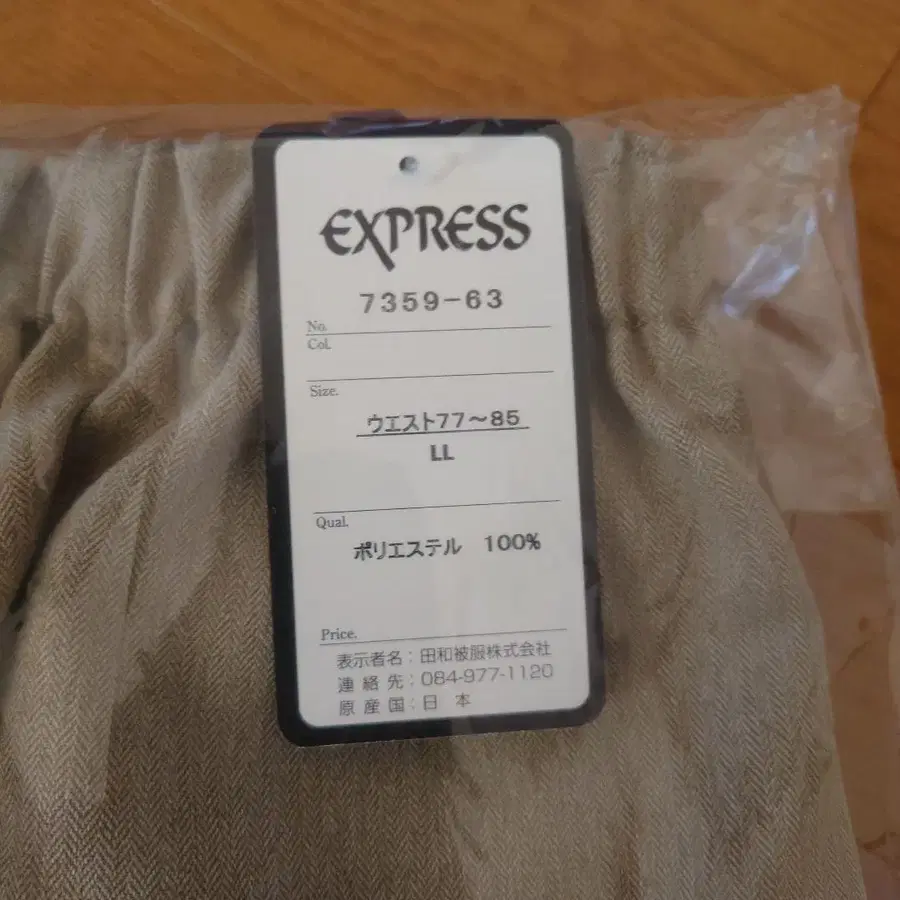 EXPRESS
7359-63
No.
Col.
Size.
ウエスト77～85
LL
Qual.
ポリエステル 100%
Price.
表示者名：田和被服株式会社
連絡先：084-977-1120
原産国：日本